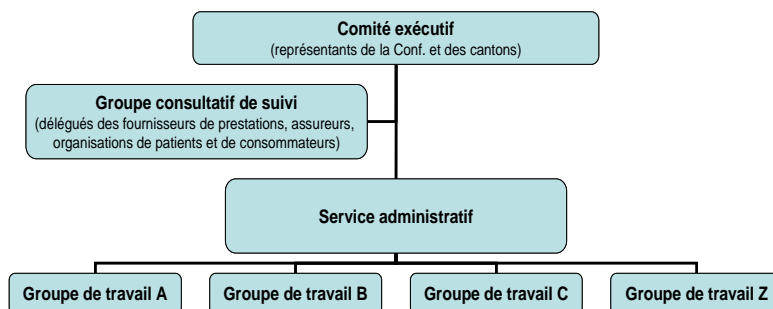 Comité exécutif
(représentants de la Conf. et des cantons)
Groupe consultatif de suivi
(délégués des fournisseurs de prestations, assureurs,
organisations de patients et de consommateurs)
Service administratif
Groupe de travail A
Groupe de travail B
Groupe de travail C
Groupe de travail Z